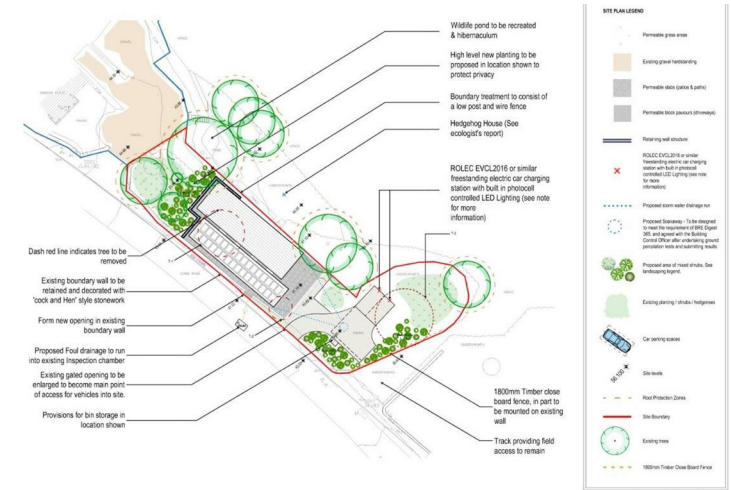 Wildlife pond to be recreated
& hibernaculum
High level new planting to be
proposed in location shown to
protect privacy
Boundary treatment to consist of
a low post and wire fence
Hedgehog House (See
ecologist's report)
ROLEC EVCL2016 or similar
freestanding electric car charging
station with built in photocell
controlled LED Lighting (see note
for more
information)
Dash red line indicates tree to be
removed
Existing boundary wall to be
retained and decorated with
'cock and Hen' style stonework
Form new opening in existing
boundary wall
Proposed Foul drainage to run
into existing Inspection chamber
Existing gated opening to be
enlarged to become main point
of access for vehicles into site.
Provisions for bin storage in
location shown
1800mm Timber close
board fence, in part to
be mounted on existing
wall
Track providing field
access to remain
SITE PLAN LEGEND
Permeable grass areas
Existing gravel hardstanding
Permeable slabs (patios & paths)
Permeable block paviours (driveways)
Retaining wall structure
ROLEC EVCL2016 or similar
freestanding electric car charging
station with built in photocell
controlled LED Lighting (see note
for more
information)
Proposed storm water drainage run
Proposed Soakaway - To be designed
to meet the requirement of BRE Digest
365, and agreed with the Building
Control Officer after undertaking ground
percolation tests and submitting results
Proposed area of mixed shrubs. See
landscaping legend.
Existing planting / shrubs / hedgerows
Car parking spaces
Site levels
Root Protection Zones
Site Boundary
Existing trees
1800mm Timber Close Board Fence